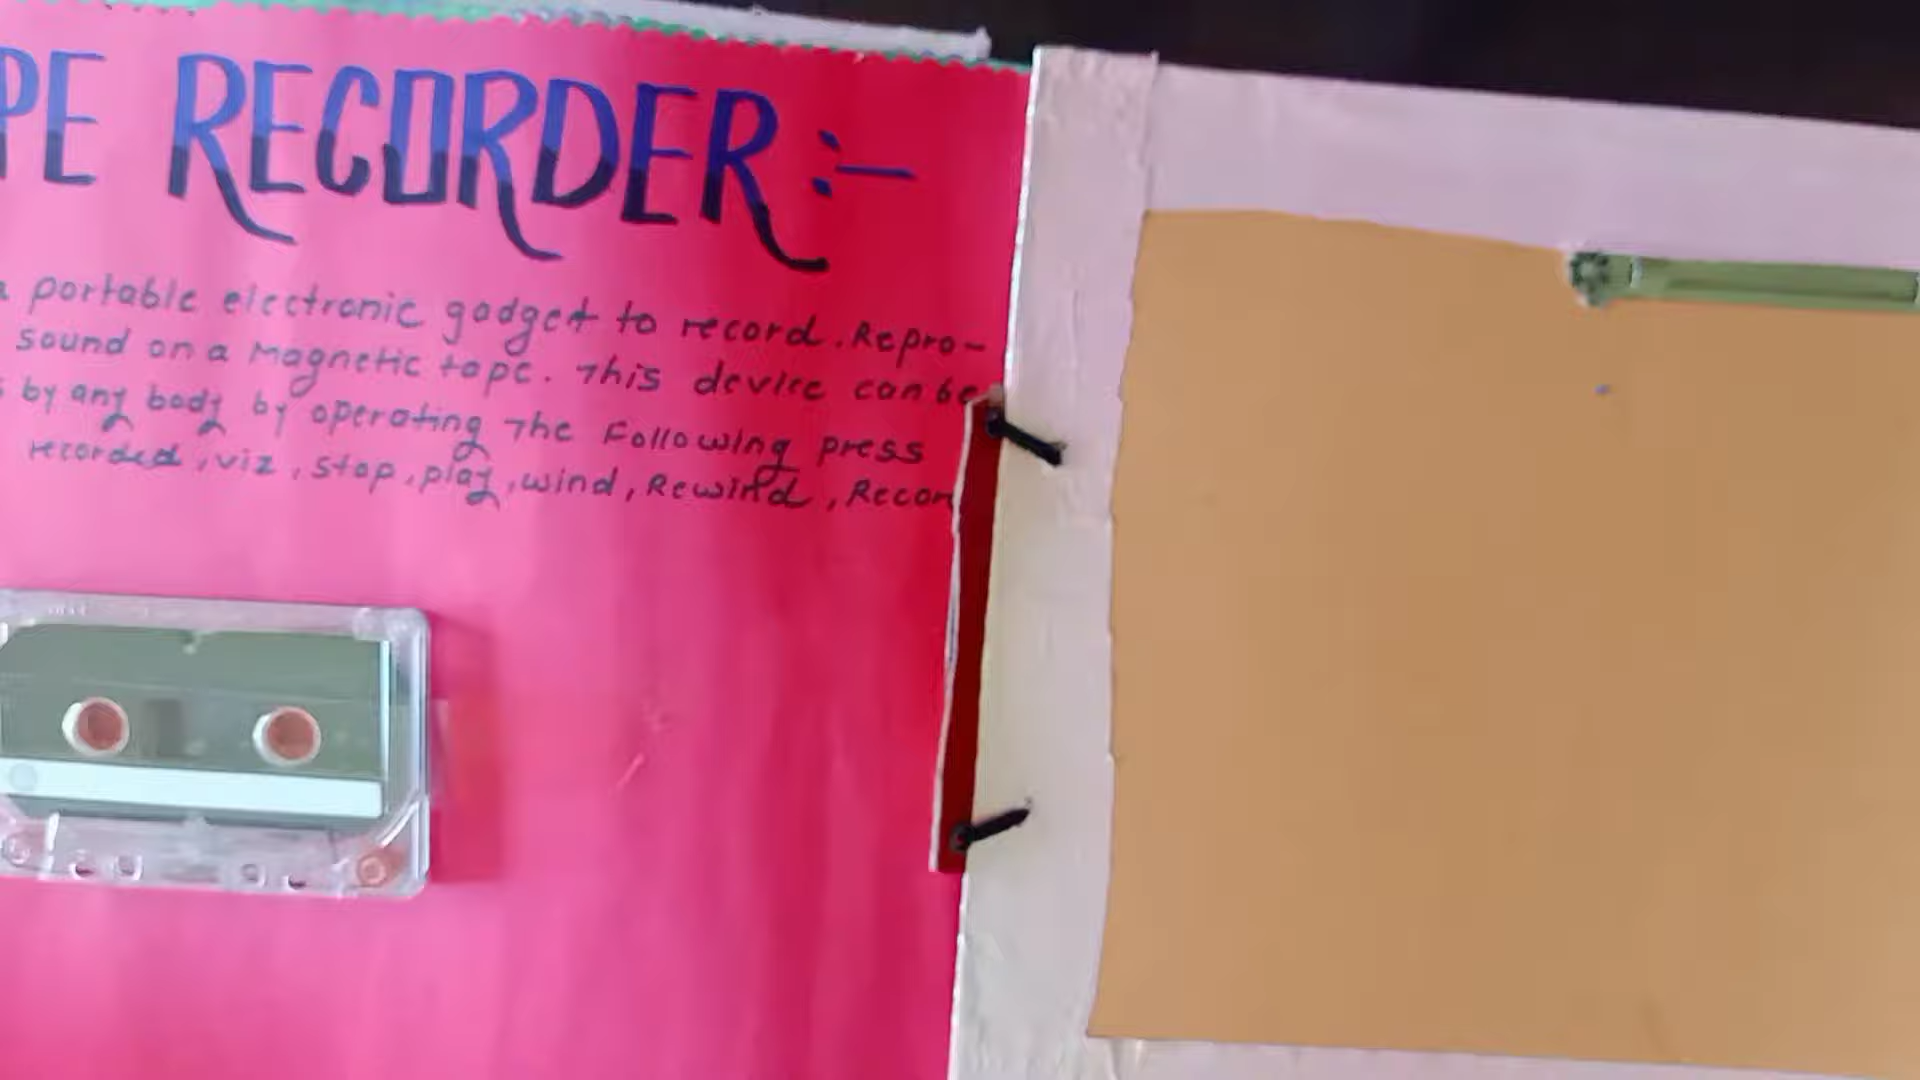 PE RECORDER:-
a portable electronic gadget to record. Repro-
sound on a Magnetic tape. This device can be
s by any body by operating The Following press
recorded, viz, stop, play, wind, Rewind, Recor